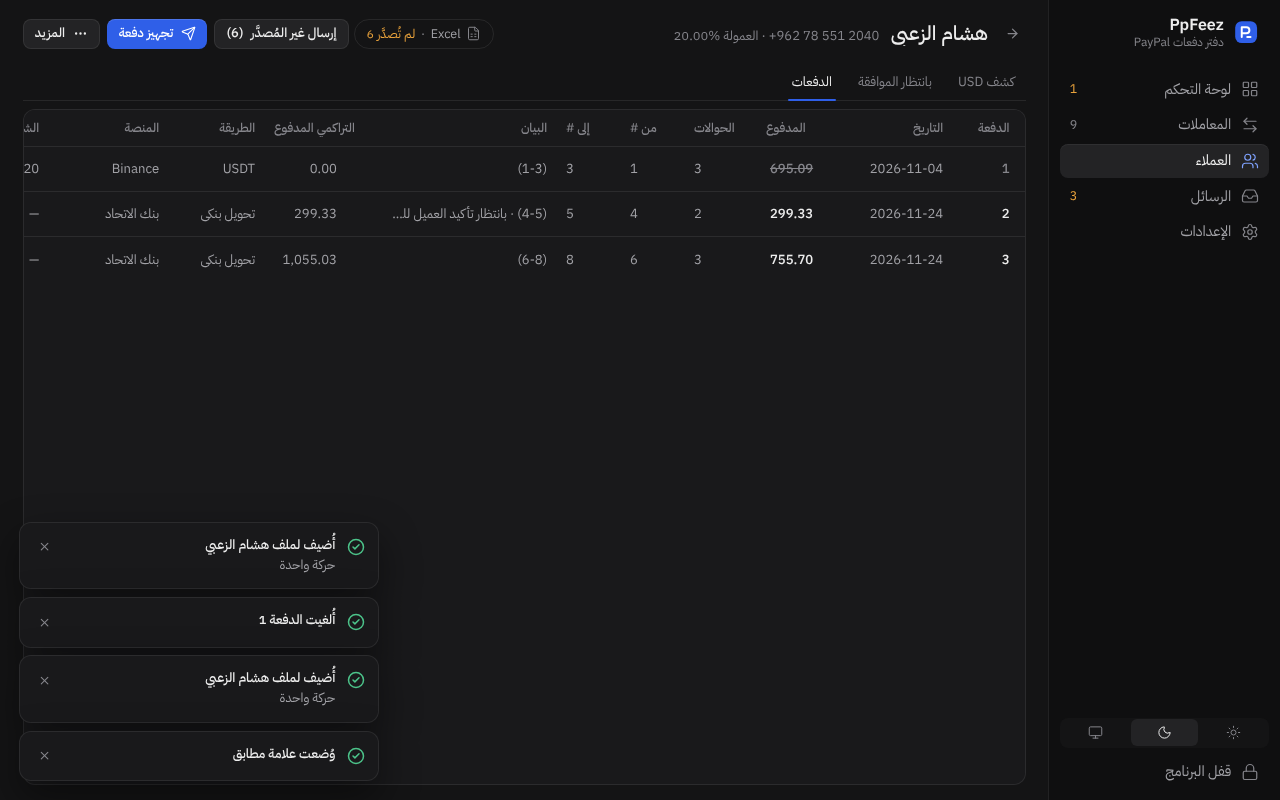 PpFeez
دفتر دفعات PayPal
لوحة التحكم 1
المعاملات 9
العملاء
الرسائل 3
الإعدادات
قفل البرنامج
هشام الزعبي
+962 78 551 2040 · العمولة 20.00%
Excel · لم تُصدَّر 6
إرسال غير المُصدَّر (6)
تجهيز دفعة
المزيد
كشف USD
بانتظار الموافقة
الدفعات
الدفعة التاريخ المدفوع الحوالات من # إلى # البيان التراكمي المدفوع الطريقة المنصة
1 2026-11-04 695.09 3 1 3 (1-3) 0.00 USDT Binance 20
2 2026-11-24 299.33 2 4 5 (4-5) · بانتظار تأكيد العميل للـ... 299.33 تحويل بنكي بنك الاتحاد —
3 2026-11-24 755.70 3 6 8 (6-8) 1,055.03 تحويل بنكي بنك الاتحاد —
أُضيف لملف هشام الزعبي
حركة واحدة
أُلغيت الدفعة 1
أُضيف لملف هشام الزعبي
حركة واحدة
وُضعت علامة مطابق